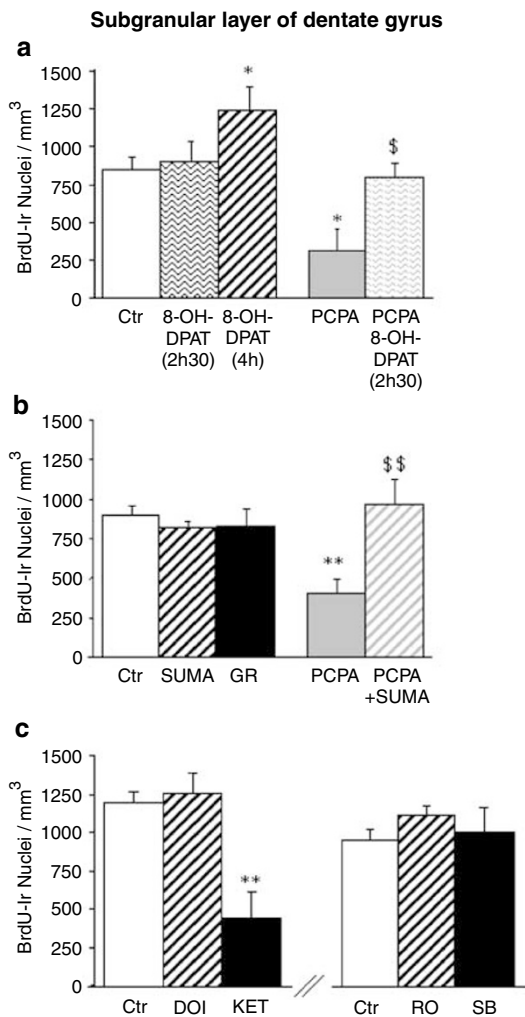 Subgranular layer of dentate gyrus
a
BrdU-Ir Nuclei / mm³
1500
1250
1000
750
500
250
0
*
*
$
Ctr 8-OH-DPAT (2h30) 8-OH-DPAT (4h) PCPA PCPA 8-OH-DPAT (2h30)
b
BrdU-Ir Nuclei / mm³
1500
1250
1000
750
500
250
0
**
$$
Ctr SUMA GR PCPA PCPA +SUMA
c
BrdU-Ir Nuclei / mm³
1500
1250
1000
750
500
250
0
**
Ctr DOI KET // Ctr RO SB